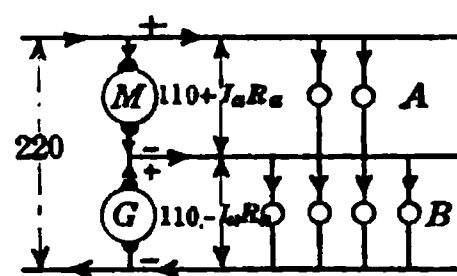 +
M 110+IₐRₐ A
220
-
+
G 110.-IₐRₐ B
-